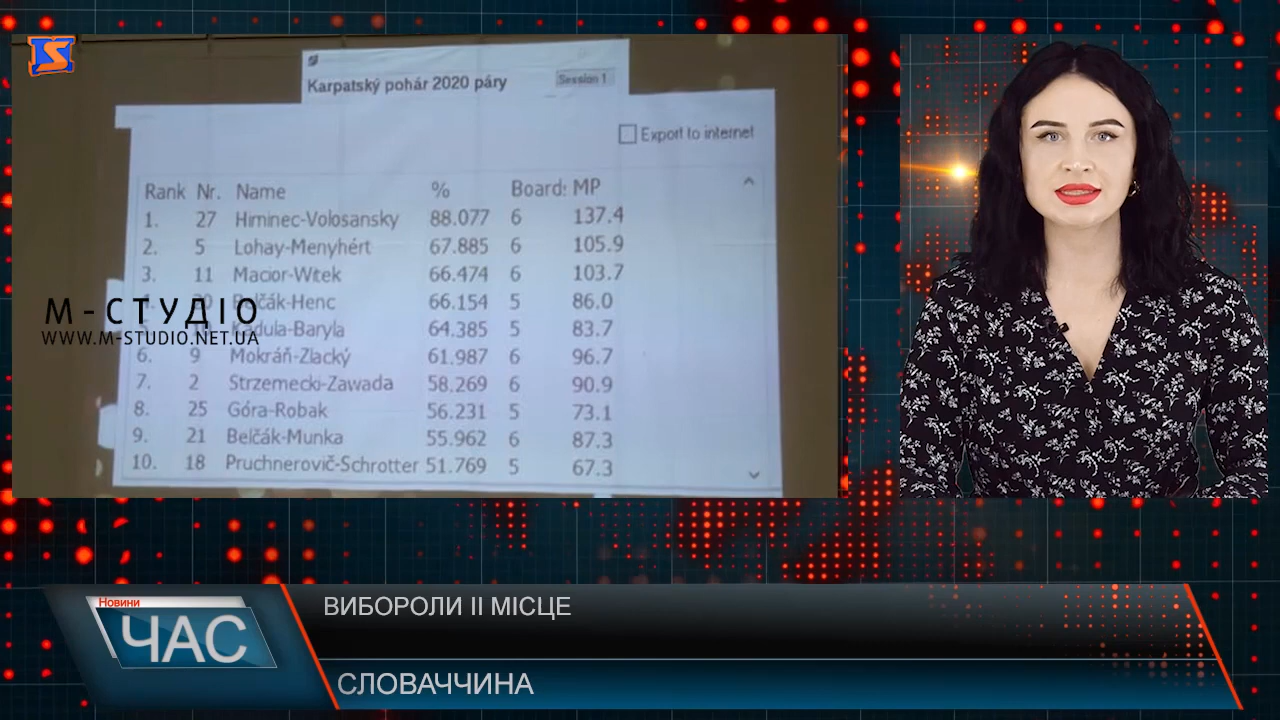 Karpatský pohár 2020 páry
Session 1
Export to internet
Rank Nr. Name % Board: MP
1. 27 Himinec-Volosansky 88.077 6 137.4
2. 5 Lohay-Menyhért 67.885 6 105.9
3. 11 Macior-Witek 66.474 6 103.7
Belčák-Henc 66.154 5 86.0
Kadula-Baryla 64.385 5 83.7
6. 9 Mokráň-Zlacký 61.987 6 96.7
7. 2 Strzemecki-Zawada 58.269 6 90.9
8. 25 Góra-Robak 56.231 5 73.1
9. 21 Belčák-Munka 55.962 6 87.3
10. 18 Pruchnerovič-Schrotter 51.769 5 67.3
М-СТУДІО
WWW.M-STUDIO.NET.UA
Новини
ЧАС
ВИБОРОЛИ ІІ МІСЦЕ
СЛОВАЧЧИНА